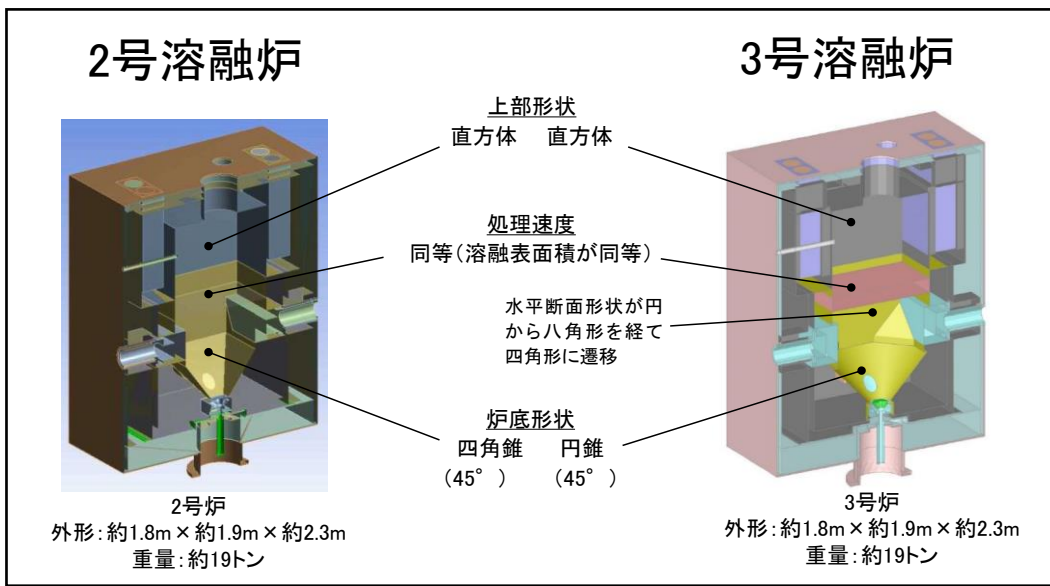 2号溶融炉
3号溶融炉
上部形状
直方体　直方体
処理速度
同等(溶融表面積が同等)
水平断面形状が円
から八角形を経て
四角形に遷移
炉底形状
四角錐　円錐
(45°)　(45°)
2号炉
外形:約1.8m×約1.9m×約2.3m
重量:約19トン
3号炉
外形:約1.8m×約1.9m×約2.3m
重量:約19トン